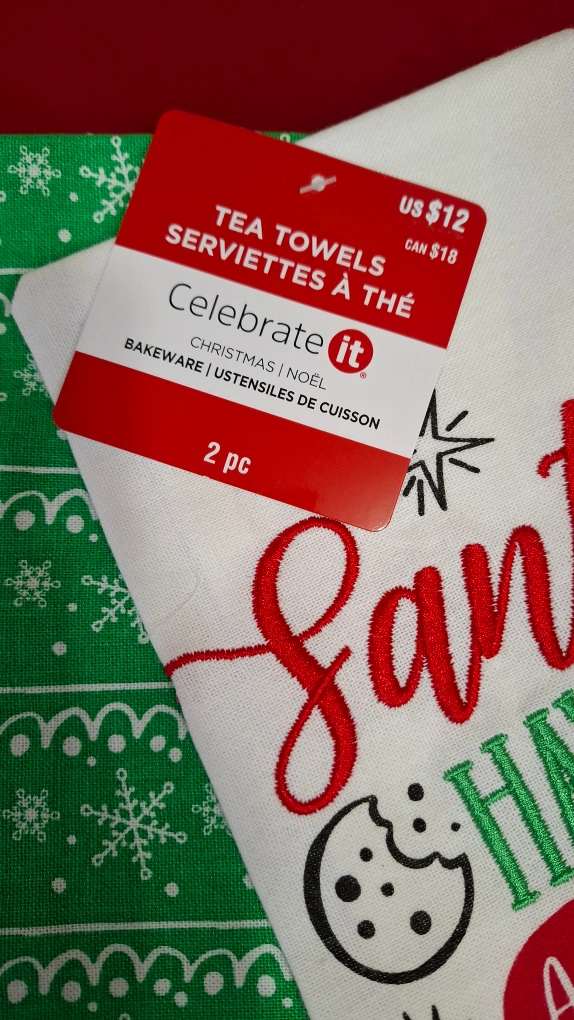 US $12
CAN $18
TEA TOWELS
SERVIETTES À THÉ
Celebrate it®
CHRISTMAS | NOËL
BAKEWARE | USTENSILES DE CUISSON
2 pc